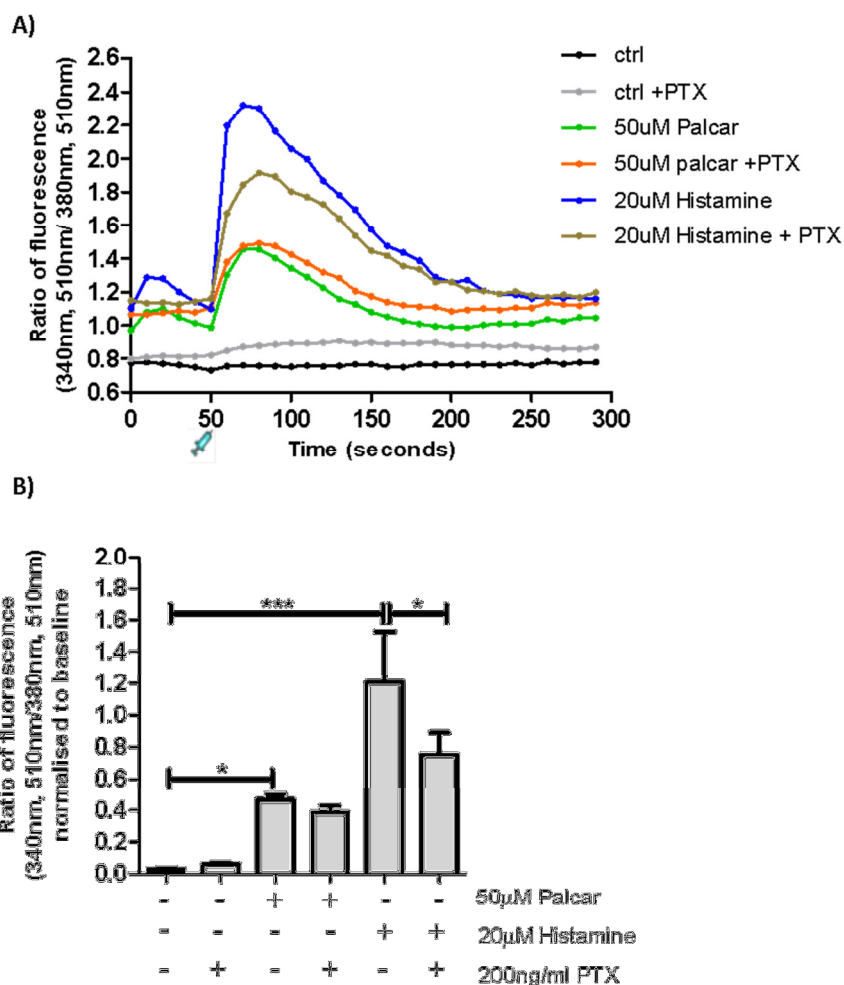 A)
Ratio of fluorescence
(340nm, 510nm/ 380nm, 510nm)
2.6
2.4
2.2
2.0
1.8
1.6
1.4
1.2
1.0
0.8
0.6
0 50 100 150 200 250 300
Time (seconds)
ctrl
ctrl +PTX
50uM Palcar
50uM palcar +PTX
20uM Histamine
20uM Histamine + PTX
B)
Ratio of fluorescence
(340nm, 510nm/380nm, 510nm)
normalised to baseline
2.0
1.8
1.6
1.4
1.2
1.0
0.8
0.6
0.4
0.2
0.0
*** *
*
- - + + - - 50µM Palcar
- - - - + + 20µM Histamine
- + - + - + 200ng/ml PTX